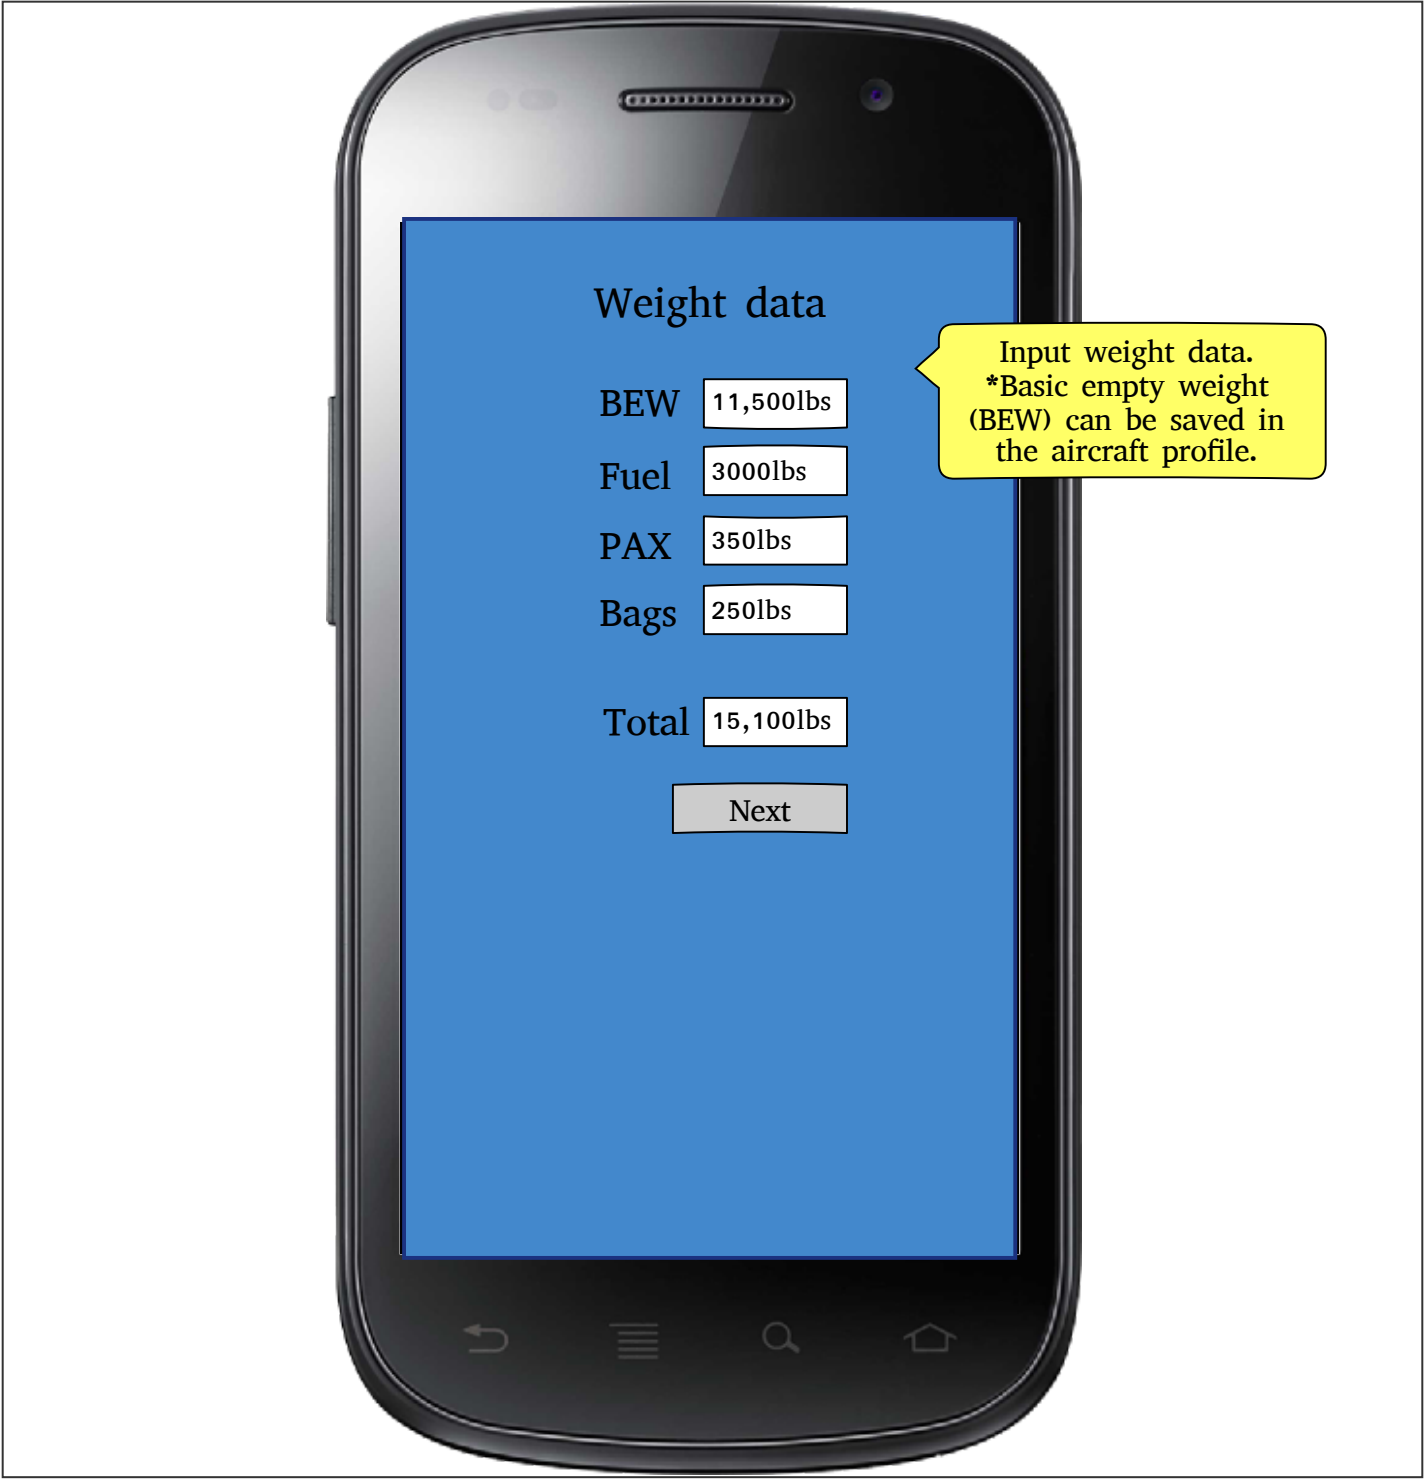 Weight data
Input weight data.
*Basic empty weight
(BEW) can be saved in
the aircraft profile.
BEW 11,500lbs
Fuel 3000lbs
PAX 350lbs
Bags 250lbs
Total 15,100lbs
Next